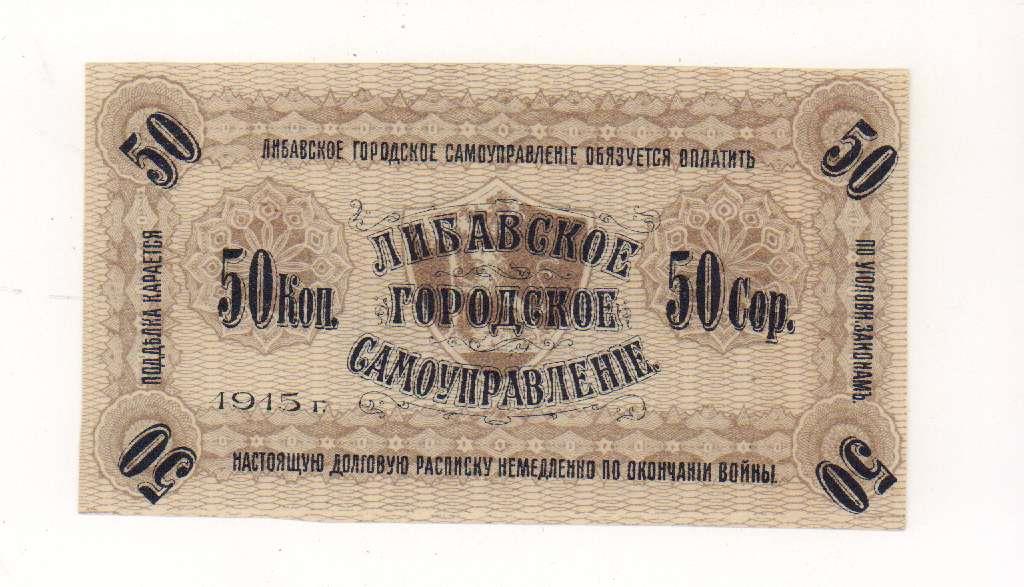 50
50
ЛИБАВСКОЕ ГОРОДСКОЕ САМОУПРАВЛЕНІЕ ОБЯЗУЕТСЯ ОПЛАТИТЬ
ПОДДѢЛКА КАРАЕТСЯ
50 Коп.
ЛИБАВСКОЕ
ГОРОДСКОЕ
САМОУПРАВЛЕНІЕ.
50 Cop.
ПО УГОЛОВН. ЗАКОНАМЪ.
1915 г.
НАСТОЯЩУЮ ДОЛГОВУЮ РАСПИСКУ НЕМЕДЛЕННО ПО ОКОНЧАНІИ ВОЙНЫ.
50
50